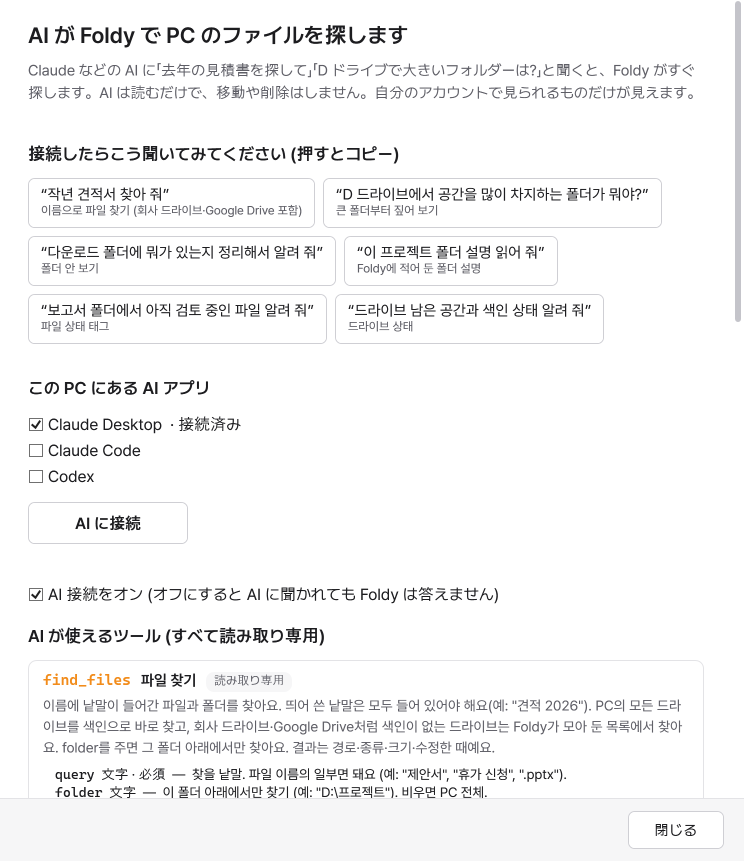 AI が Foldy で PC のファイルを探します
Claude などの AI に「去年の見積書を探して」「D ドライブで大きいフォルダーは?」と聞くと、Foldy がすぐ
探します。AI は読むだけで、移動や削除はしません。自分のアカウントで見られるものだけが見えます。
接続したらこう聞いてみてください (押すとコピー)
“작년 견적서 찾아 줘”
이름으로 파일 찾기 (회사 드라이브·Google Drive 포함)
“D 드라이브에서 공간을 많이 차지하는 폴더가 뭐야?”
큰 폴더부터 짚어 보기
“다운로드 폴더에 뭐가 있는지 정리해서 알려 줘”
폴더 안 보기
“이 프로젝트 폴더 설명 읽어 줘”
Foldy에 적어 둔 폴더 설명
“보고서 폴더에서 아직 검토 중인 파일 알려 줘”
파일 상태 태그
“드라이브 남은 공간과 색인 상태 알려 줘”
드라이브 상태
この PC にある AI アプリ
Claude Desktop · 接続済み
Claude Code
Codex
AI に接続
AI 接続をオン (オフにすると AI に聞かれても Foldy は答えません)
AI が使えるツール (すべて読み取り専用)
find_files 파일 찾기 読み取り専用
이름에 낱말이 들어간 파일과 폴더를 찾아요. 띄어 쓴 낱말은 모두 들어 있어야 해요(예: "견적 2026"). PC의 모든 드라
이브를 색인으로 바로 찾고, 회사 드라이브·Google Drive처럼 색인이 없는 드라이브는 Foldy가 모아 둔 목록에서 찾아
요. folder를 주면 그 폴더 아래에서만 찾아요. 결과는 경로·종류·크기·수정한 때예요.
query 文字 · 必須 — 찾을 낱말. 파일 이름의 일부면 돼요 (예: "제안서", "휴가 신청", ".pptx").
folder 文字 — 이 폴더 아래에서만 찾기 (예: "D:\프로젝트"). 비우면 PC 전체.
閉じる